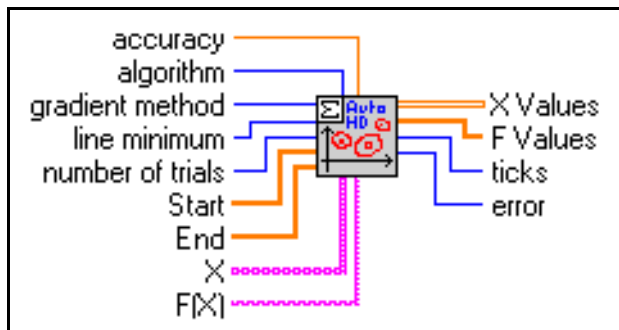 accuracy
algorithm
gradient method
line minimum
number of trials
Start
End
X
F(X)
Σ Auto
HD
X Values
F Values
ticks
error